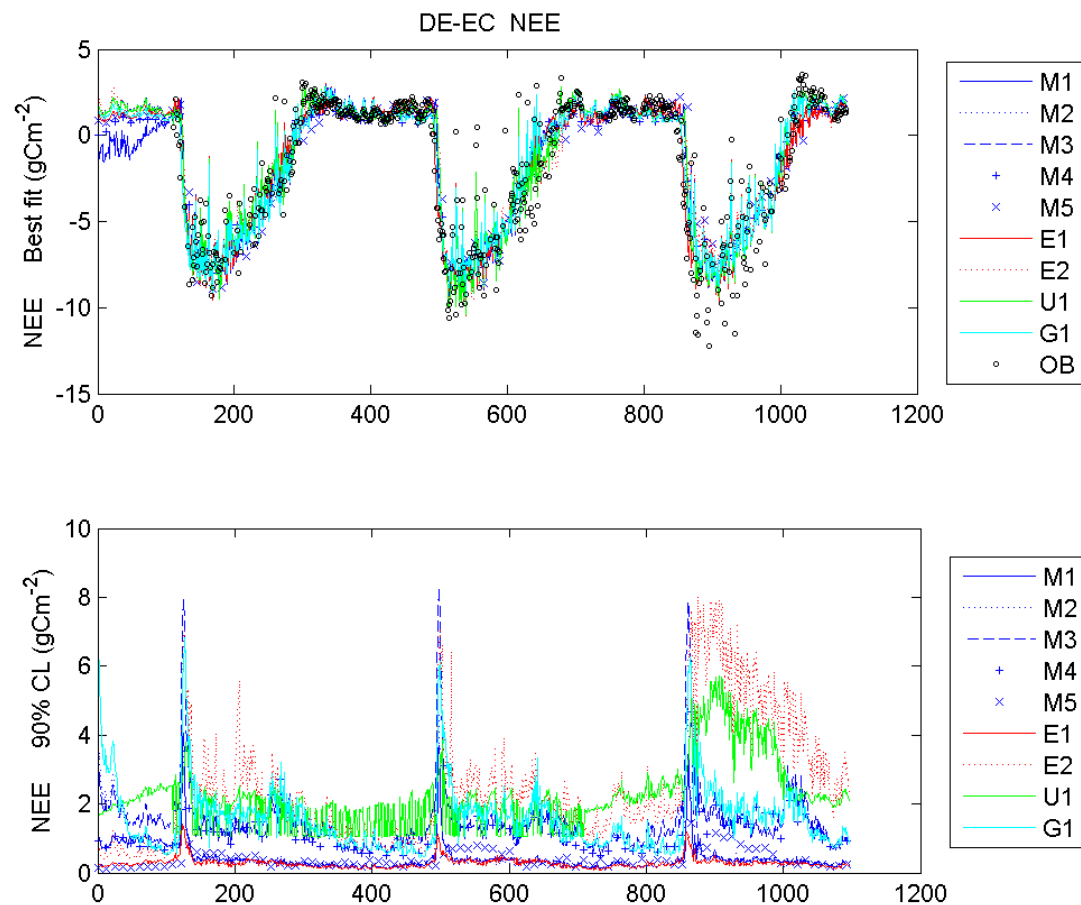 DE-EC NEE
NEE Best fit (gCm-2)
5
0
-5
-10
-15
0 200 400 600 800 1000 1200
M1
M2
M3
M4
M5
E1
E2
U1
G1
OB
NEE 90% CL (gCm-2)
10
8
6
4
2
0
0 200 400 600 800 1000 1200
M1
M2
M3
M4
M5
E1
E2
U1
G1